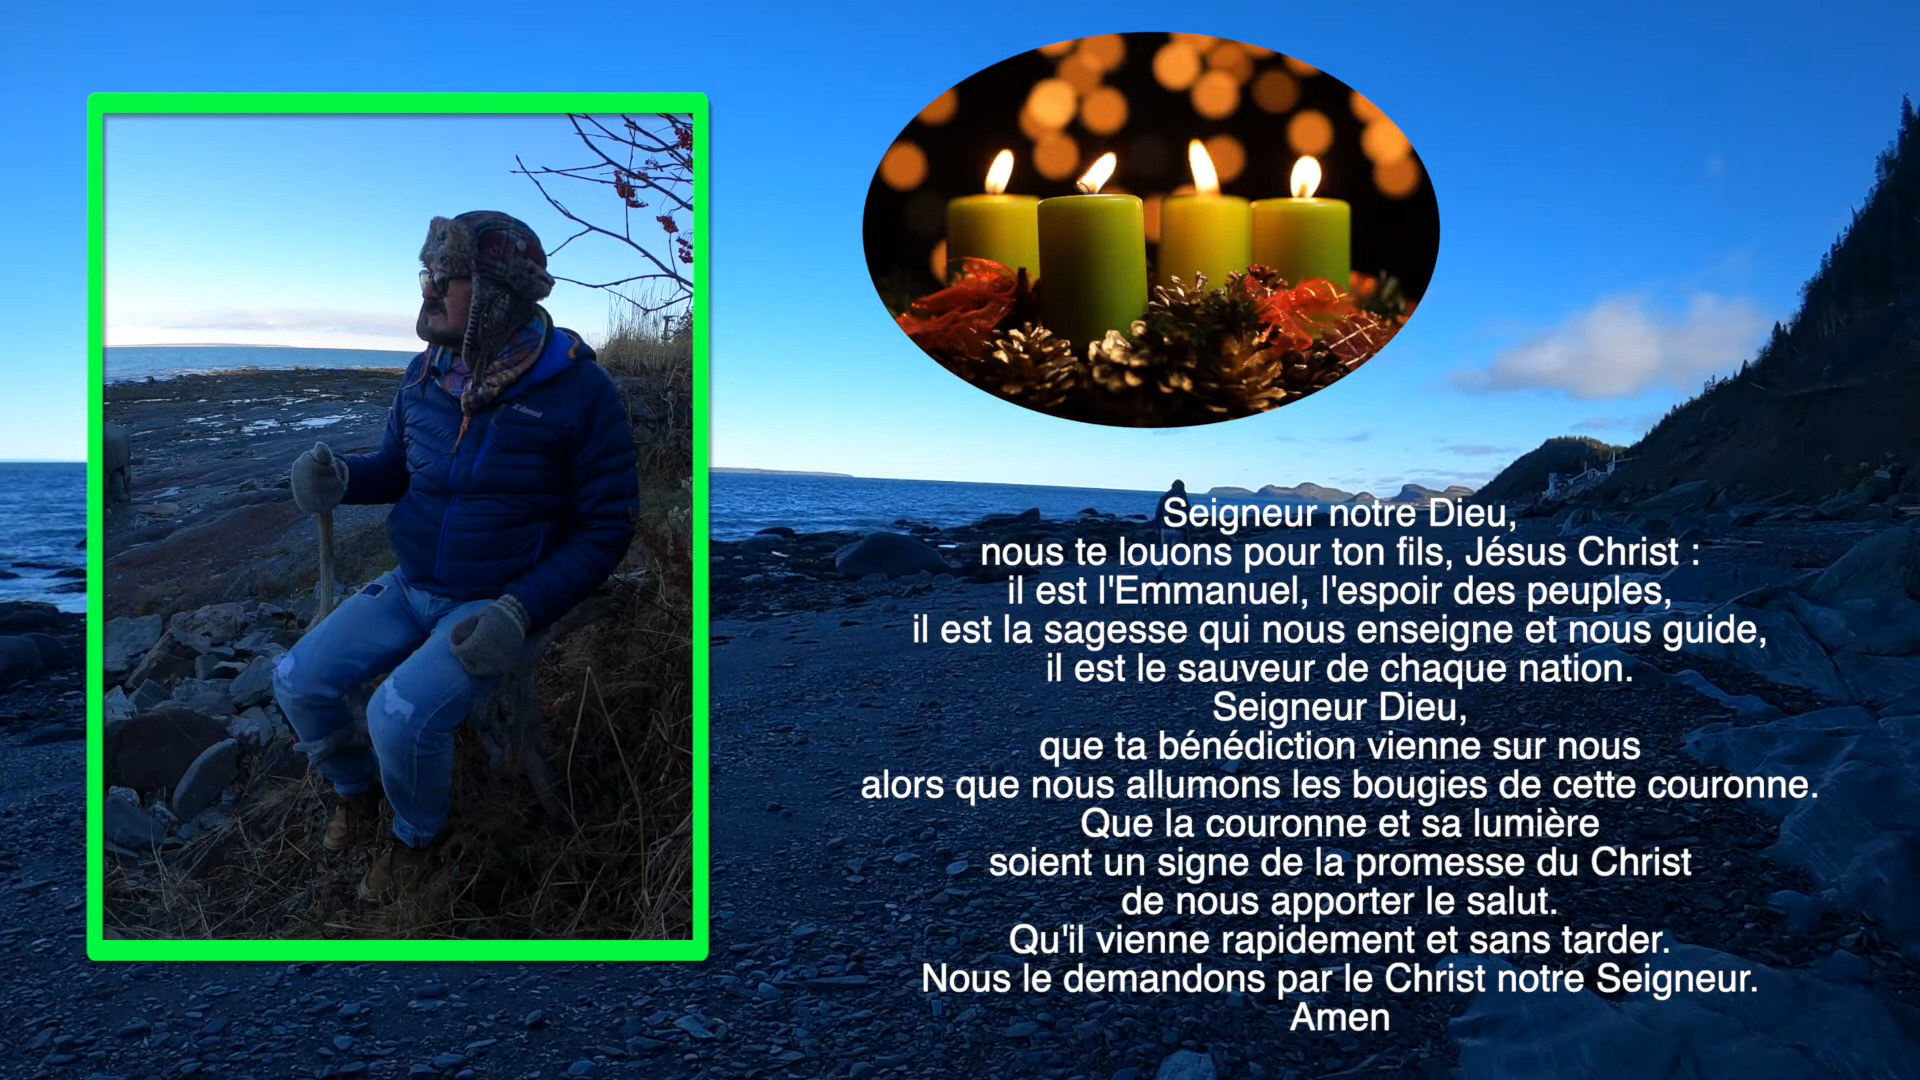 Seigneur notre Dieu,
nous te louons pour ton fils, Jésus Christ :
il est l'Emmanuel, l'espoir des peuples,
il est la sagesse qui nous enseigne et nous guide,
il est le sauveur de chaque nation.
Seigneur Dieu,
que ta bénédiction vienne sur nous
alors que nous allumons les bougies de cette couronne.
Que la couronne et sa lumière
soient un signe de la promesse du Christ
de nous apporter le salut.
Qu'il vienne rapidement et sans tarder.
Nous le demandons par le Christ notre Seigneur.
Amen